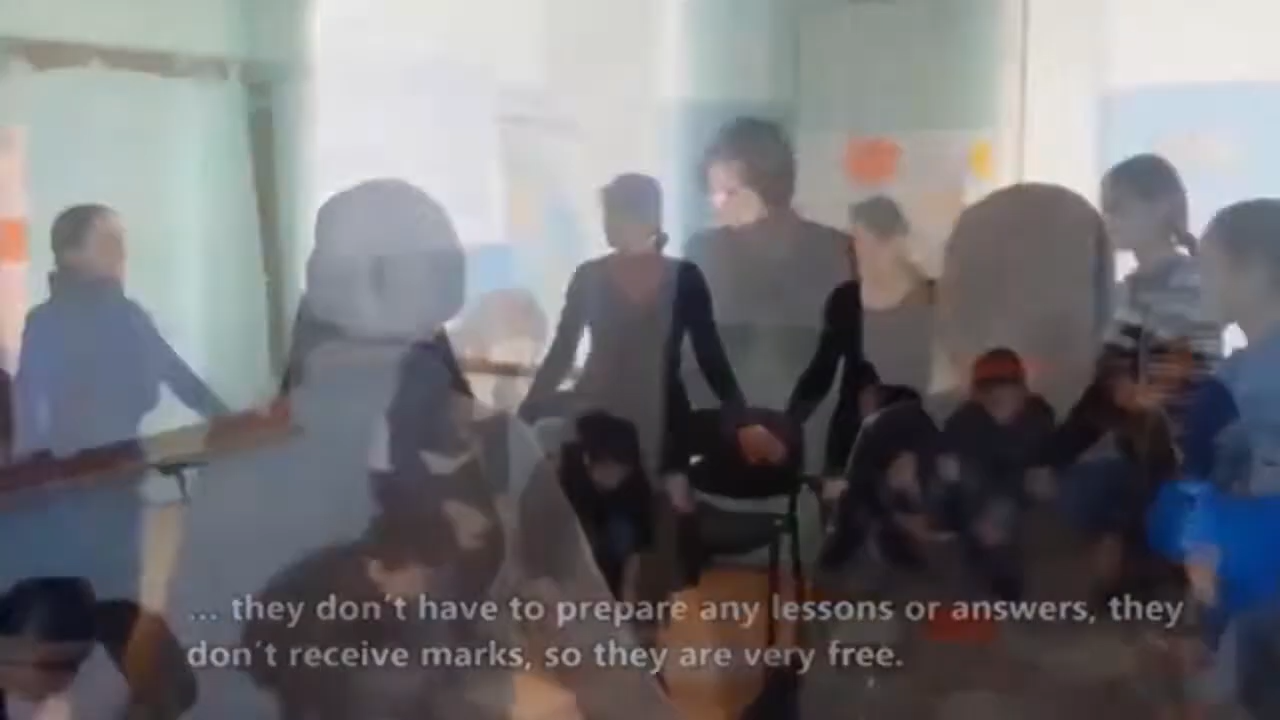 ... they don´t have to prepare any lessons or answers, they
don´t receive marks, so they are very free.